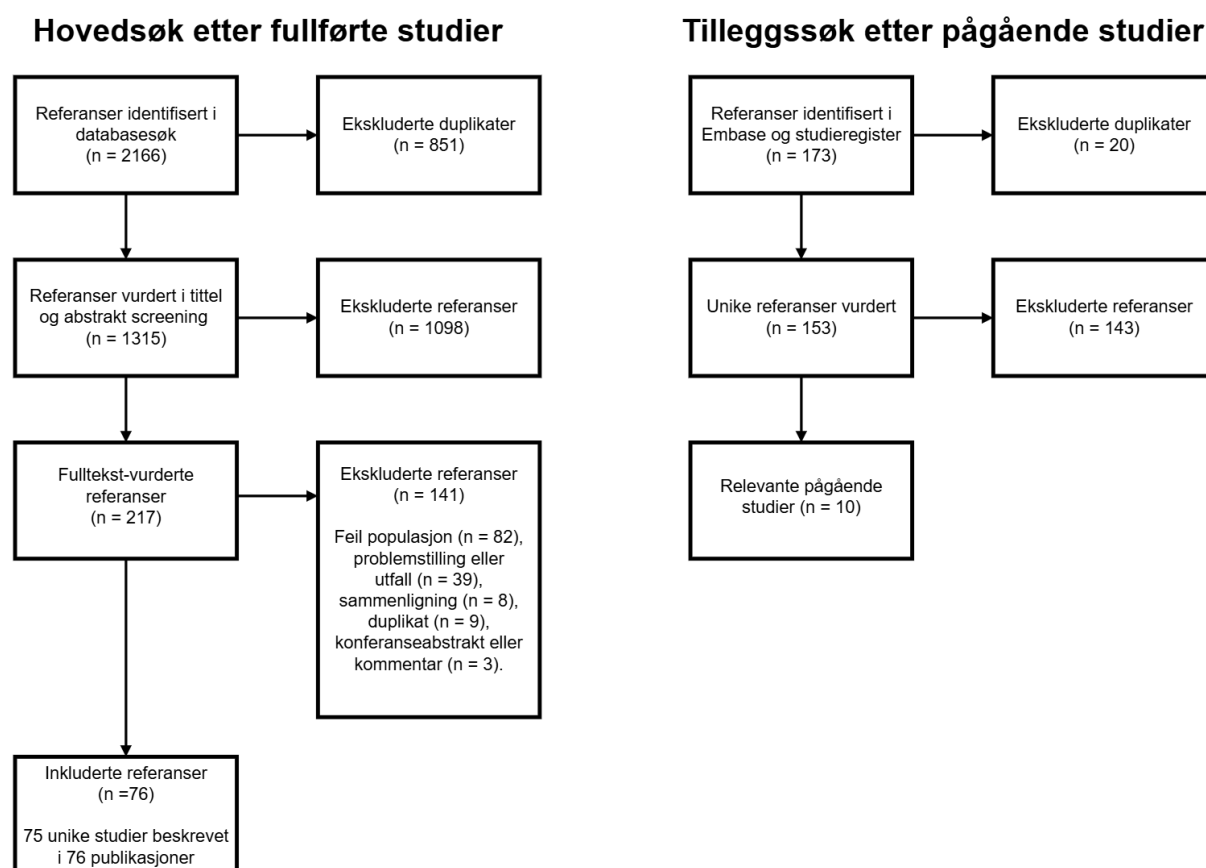 Hovedsøk etter fullførte studier
Referanser identifisert i
databasesøk
(n = 2166)
Ekskluderte duplikater
(n = 851)
Referanser vurdert i tittel
og abstrakt screening
(n = 1315)
Ekskluderte referanser
(n = 1098)
Fulltekst-vurderte
referanser
(n = 217)
Ekskluderte referanser
(n = 141)
Feil populasjon (n = 82),
problemstilling eller
utfall (n = 39),
sammenligning (n = 8),
duplikat (n = 9),
konferanseabstrakt eller
kommentar (n = 3).
Inkluderte referanser
(n =76)
75 unike studier beskrevet
i 76 publikasjoner
Tilleggssøk etter pågående studier
Referanser identifisert i
Embase og studieregister
(n = 173)
Ekskluderte duplikater
(n = 20)
Unike referanser vurdert
(n = 153)
Ekskluderte referanser
(n = 143)
Relevante pågående
studier (n = 10)